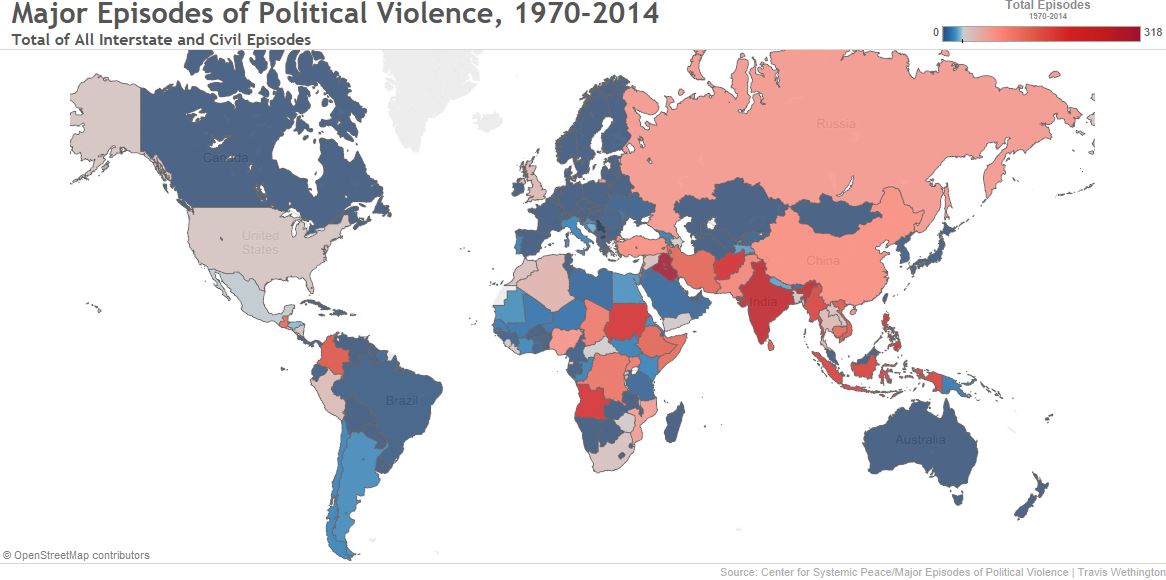 Major Episodes of Political Violence, 1970-2014
Total of All Interstate and Civil Episodes
Total Episodes
1970-2014
0
318
Russia
Canada
United
States
China
India
Brazil
Australia
© OpenStreetMap contributors
Source: Center for Systemic Peace/Major Episodes of Political Violence | Travis Wethington